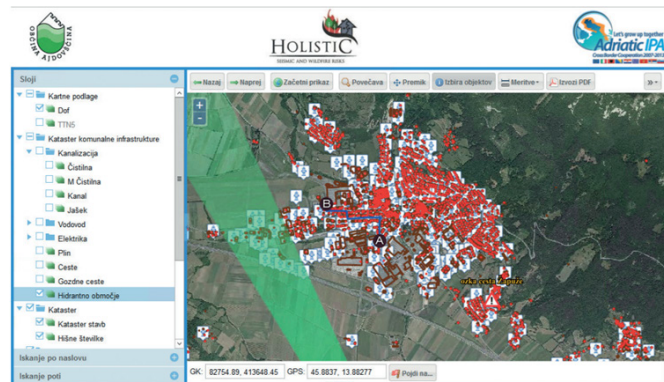 OBČINA AJDOVŠČINA
HOLISTIC
SEISMIC AND WILDFIRE RISKS
Let's grow up together
Adriatic IPA
Cross Border Cooperation 2007-2013
Sloji
Kartne podlage
Dof
TTN5
Kataster komunalne infrastrukture
Kanalizacija
Čistilna
M Čistilna
Kanal
Jašek
Vodovod
Elektrika
Plin
Ceste
Gozdne ceste
Hidrantno območje
Kataster
Kataster stavb
Hišne številke
Iskanje po naslovu
Iskanje poti
Nazaj
Naprej
Začetni prikaz
Povečava
Premik
Izbira objektov
Meritve
Izvozi PDF
+
-
B
A
ozka cesta Zapuže
GK: 82754.89, 413648.45 GPS: 45.8837, 13.88277 Pojdi na...